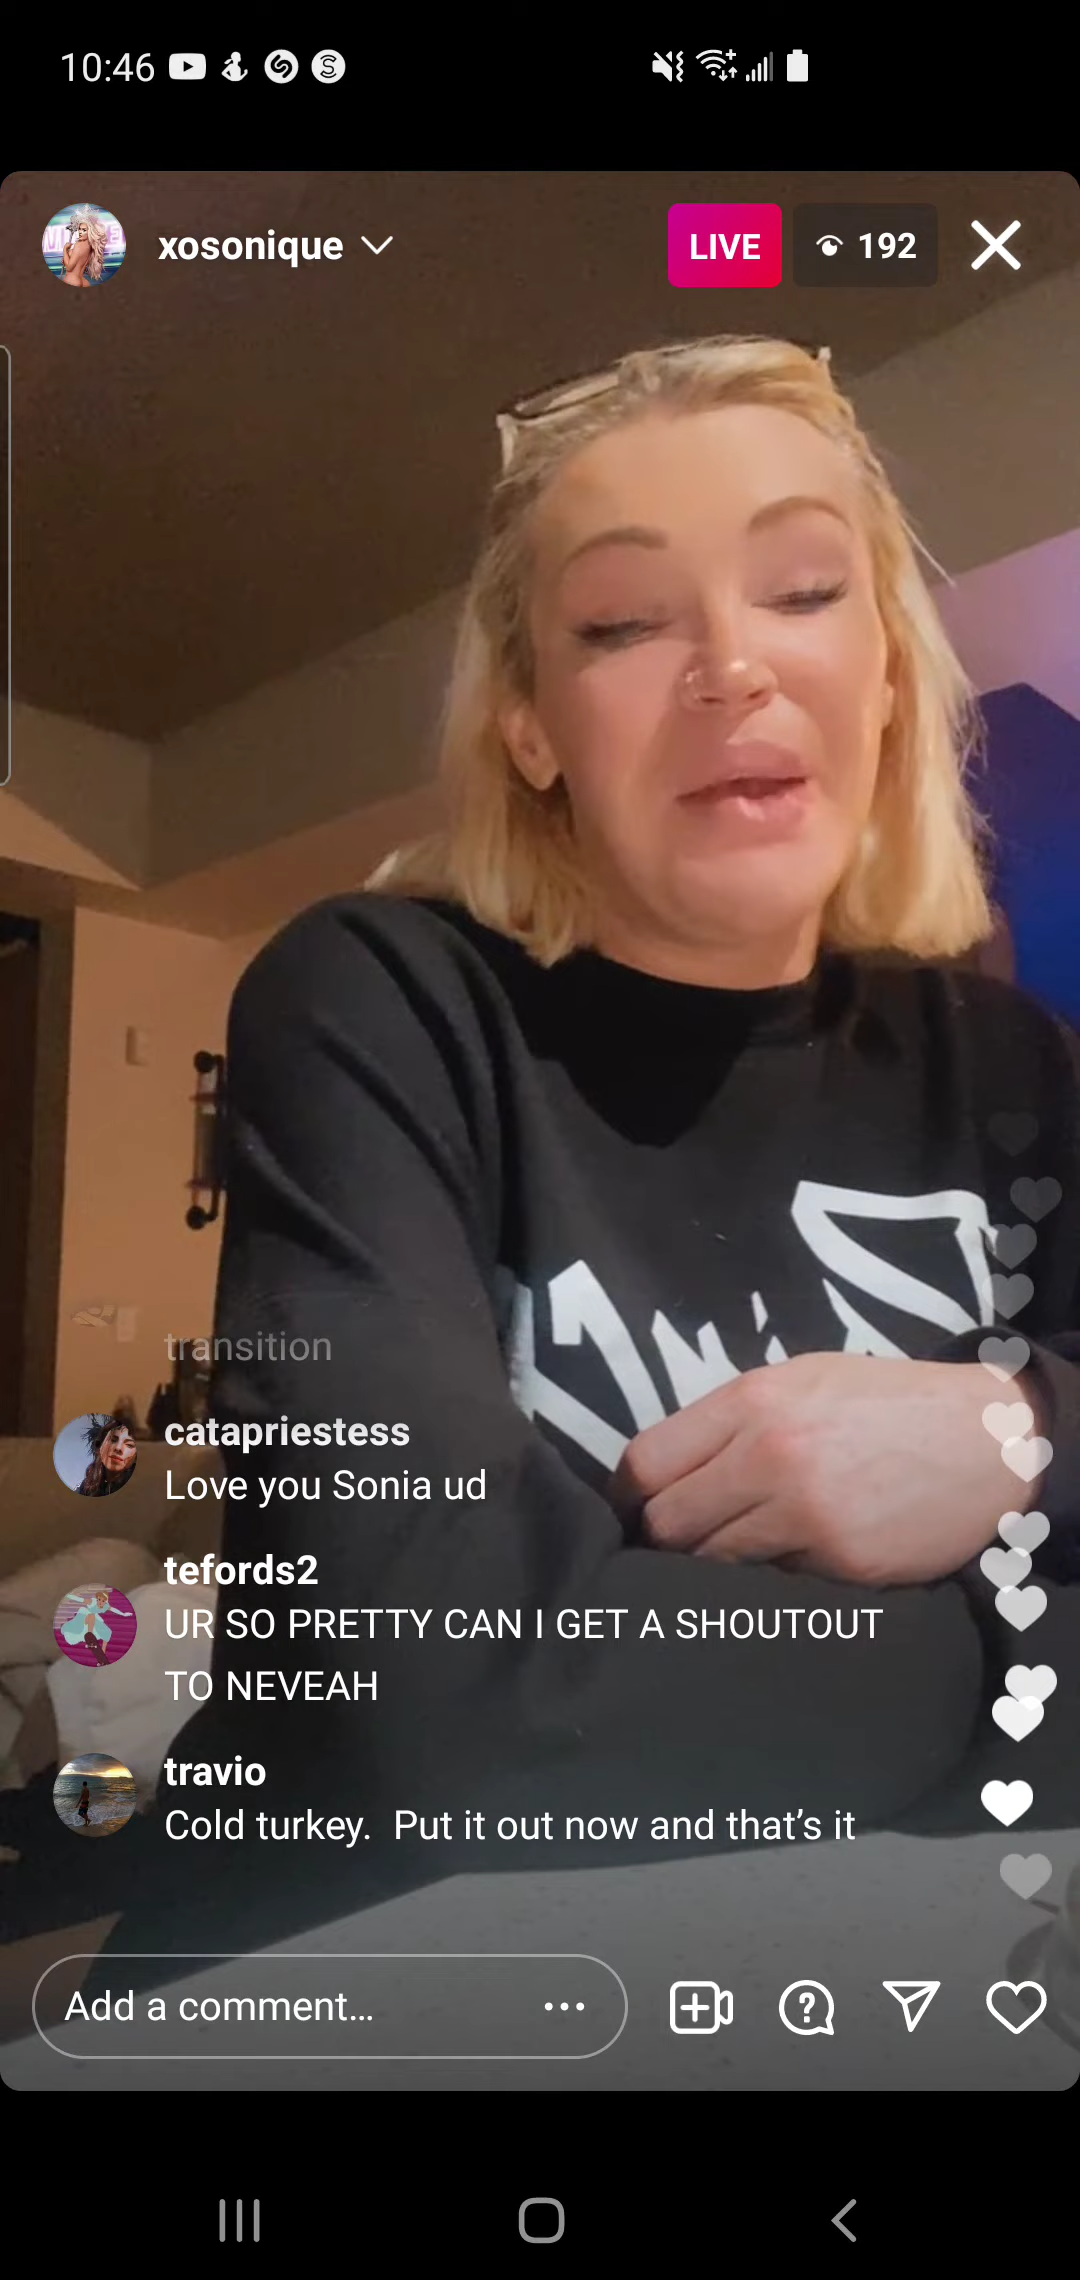 10:46
xosonique
LIVE
192
transition
catapriestess
Love you Sonia ud
tefords2
UR SO PRETTY CAN I GET A SHOUTOUT
TO NEVEAH
travio
Cold turkey.  Put it out now and that’s it
Add a comment...